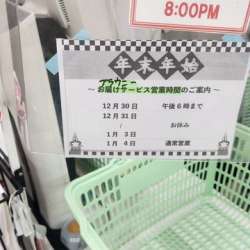 8:00PM
年末年始
ブラウニー
～お届けサービス営業時間のご案内～
12月30日 午後6時まで
12月31日
/ お休み
1月3日
1月4日 通常営業